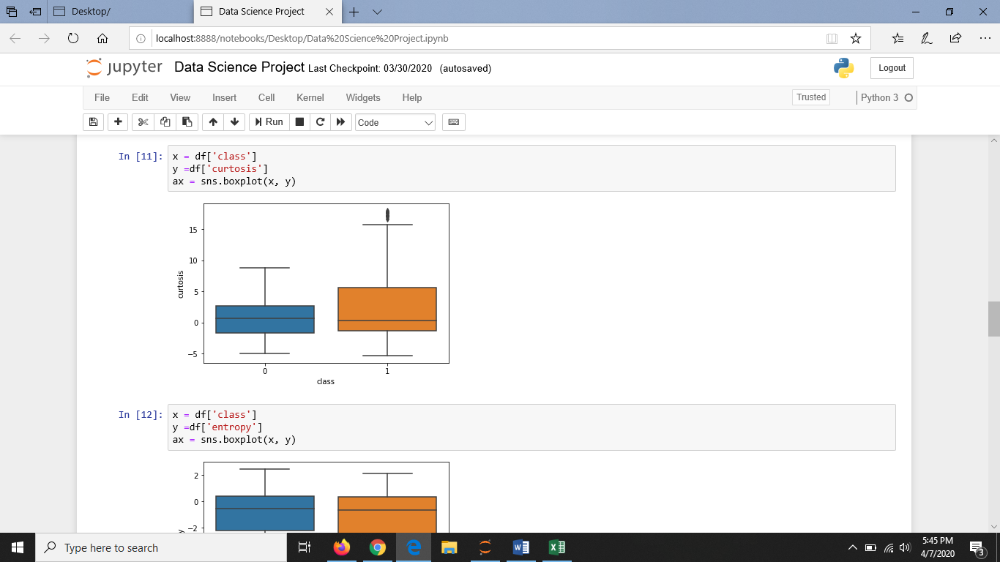 Desktop/
Data Science Project
localhost:8888/notebooks/Desktop/Data%20Science%20Project.ipynb
jupyter Data Science Project Last Checkpoint: 03/30/2020 (autosaved)
Logout
File Edit View Insert Cell Kernel Widgets Help
Trusted
Python 3
Run
Code
In [11]:
x = df['class']
y =df['curtosis']
ax = sns.boxplot(x, y)
15
10
5
0
−5
curtosis
0 1
class
In [12]:
x = df['class']
y =df['entropy']
ax = sns.boxplot(x, y)
2
0
−2
Type here to search
5:45 PM
4/7/2020
3